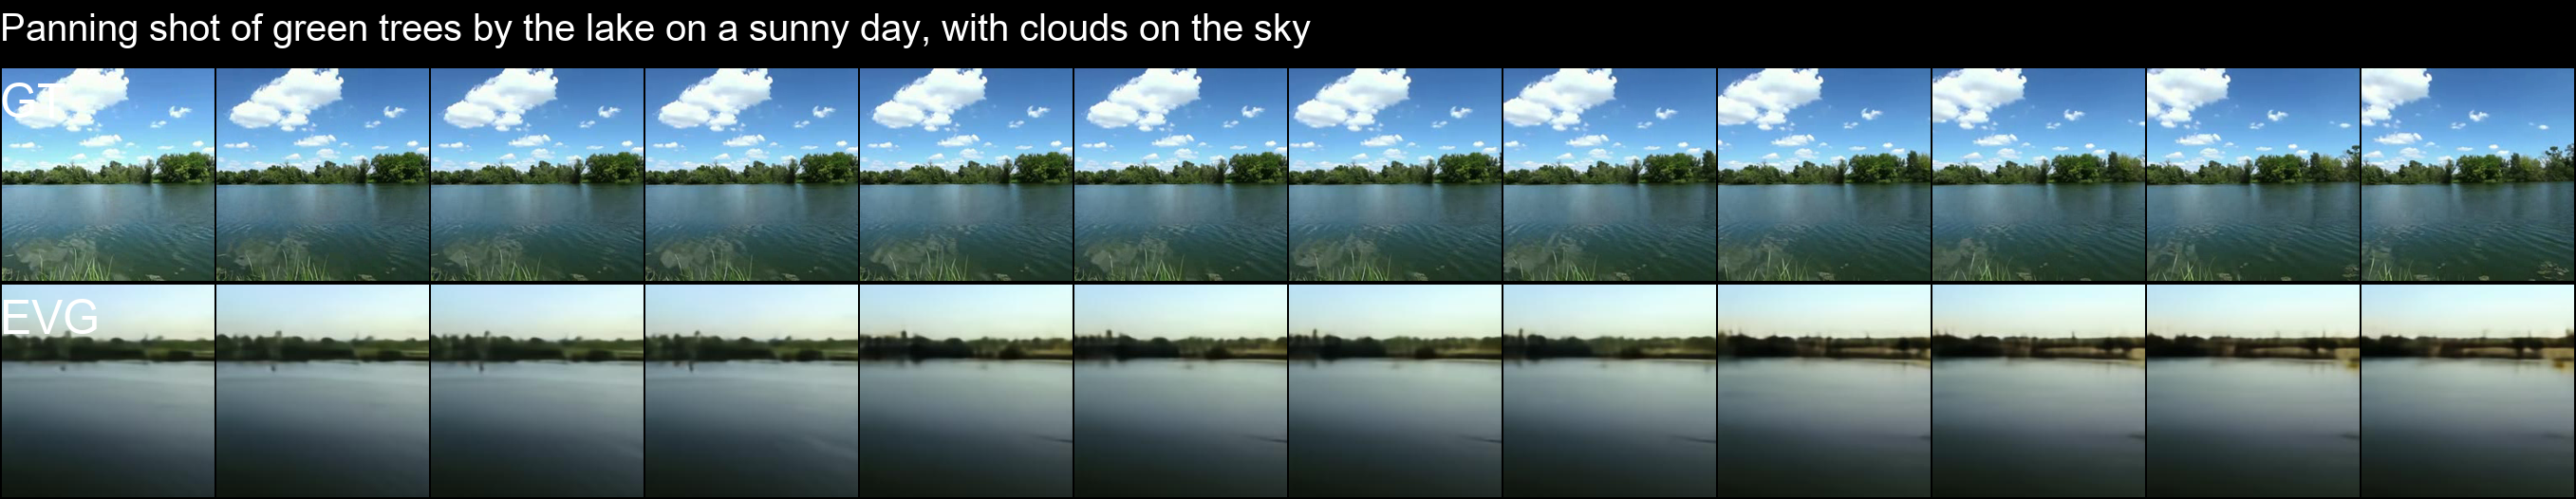 Panning shot of green trees by the lake on a sunny day, with clouds on the sky
GT
EVG